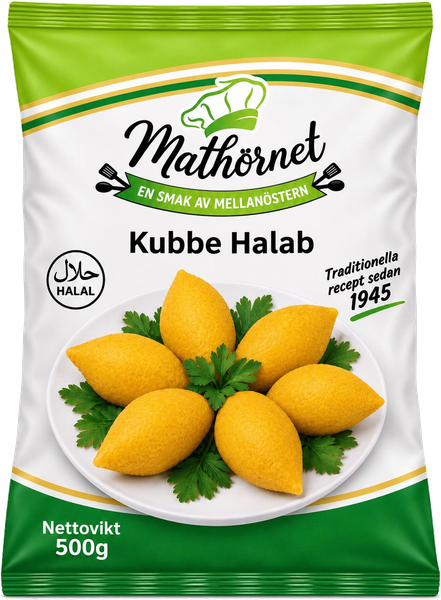 Mathörnet
EN SMAK AV MELLANÖSTERN
Kubbe Halab
حلال
HALAL
Traditionella
recept sedan
1945
Nettovikt
500g